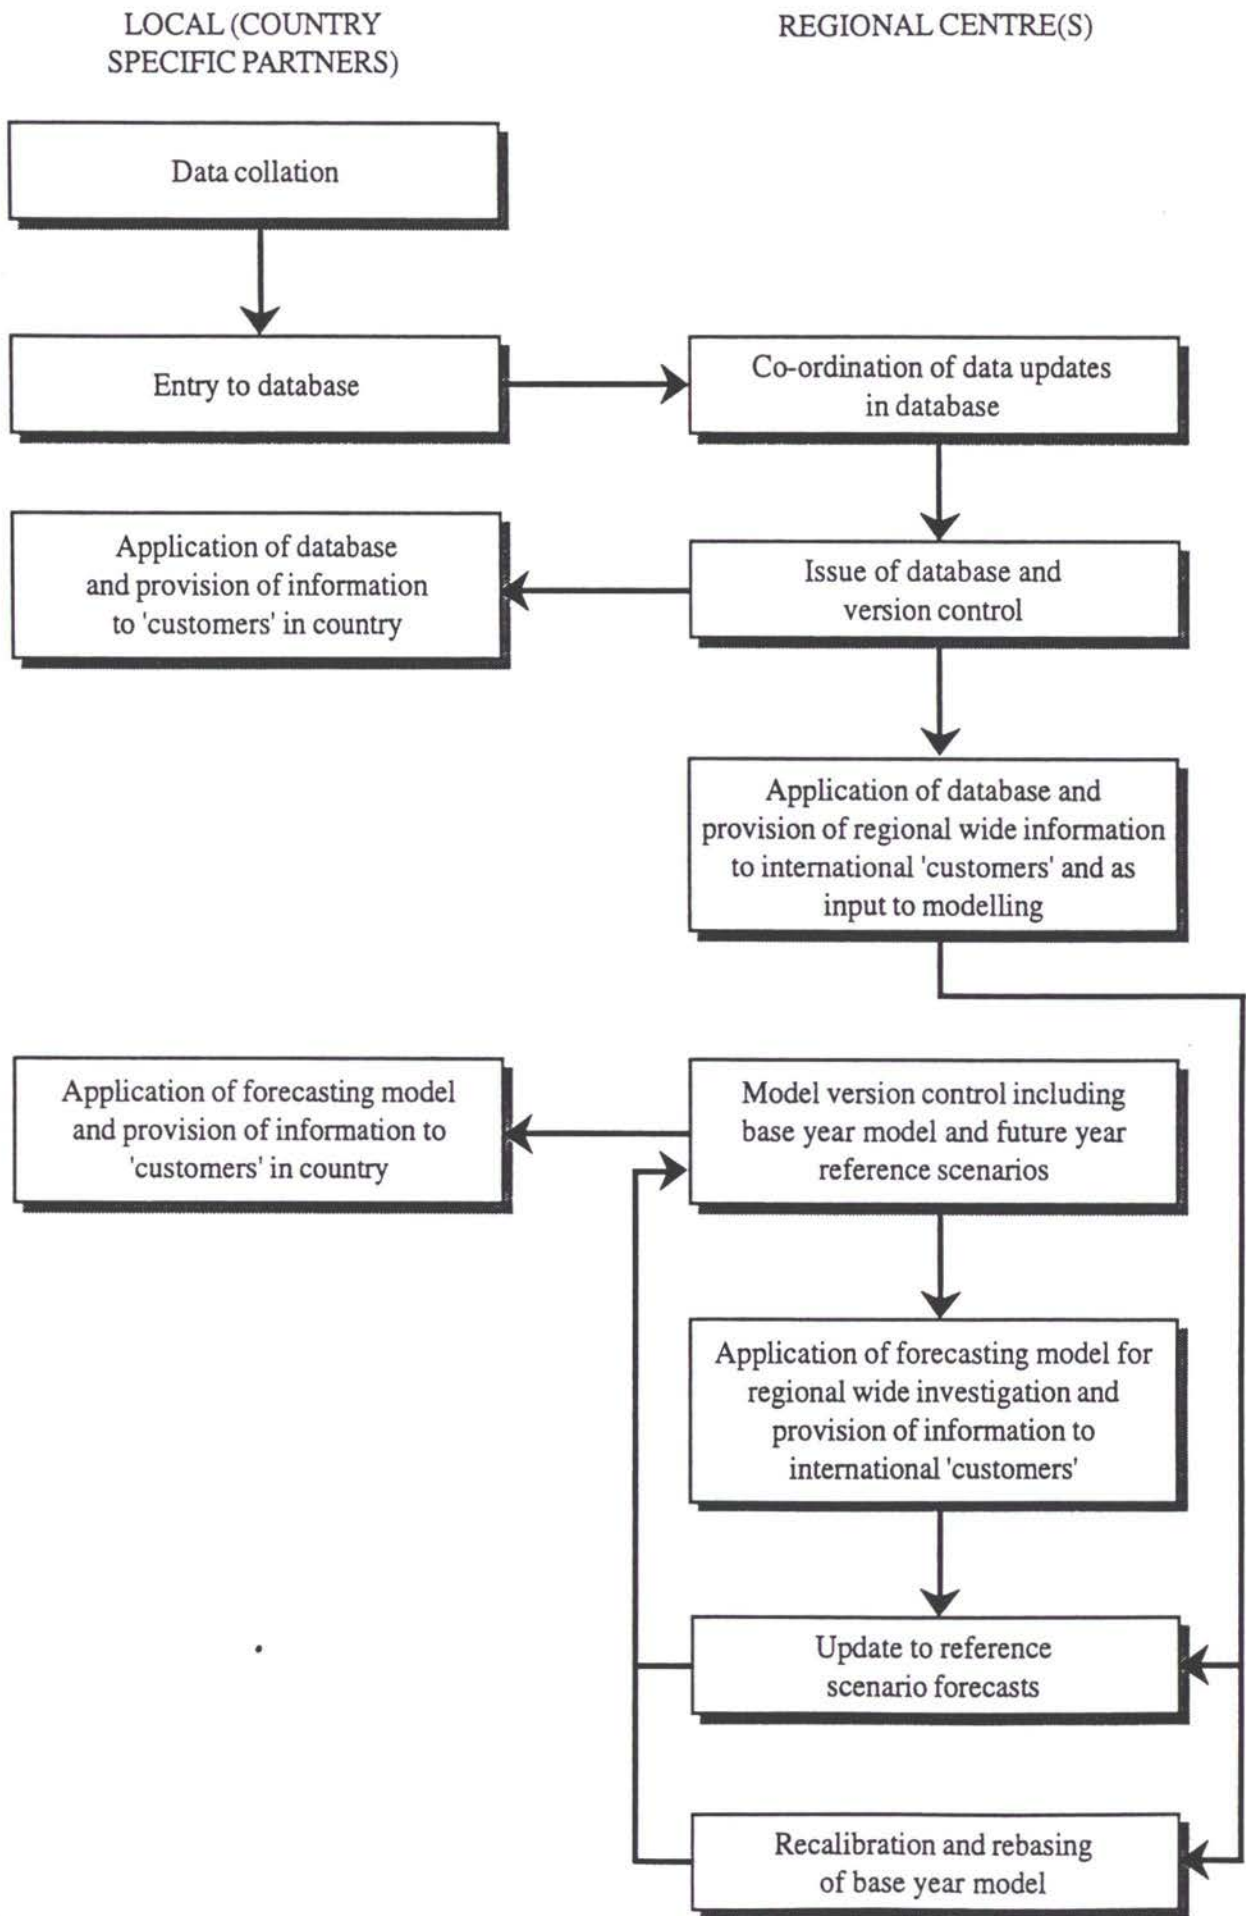 LOCAL (COUNTRY
SPECIFIC PARTNERS)
REGIONAL CENTRE(S)
Data collation
Entry to database
Co-ordination of data updates
in database
Application of database
and provision of information
to 'customers' in country
Issue of database and
version control
Application of database and
provision of regional wide information
to international 'customers' and as
input to modelling
Application of forecasting model
and provision of information to
'customers' in country
Model version control including
base year model and future year
reference scenarios
Application of forecasting model for
regional wide investigation and
provision of information to
international 'customers'
Update to reference
scenario forecasts
Recalibration and rebasing
of base year model